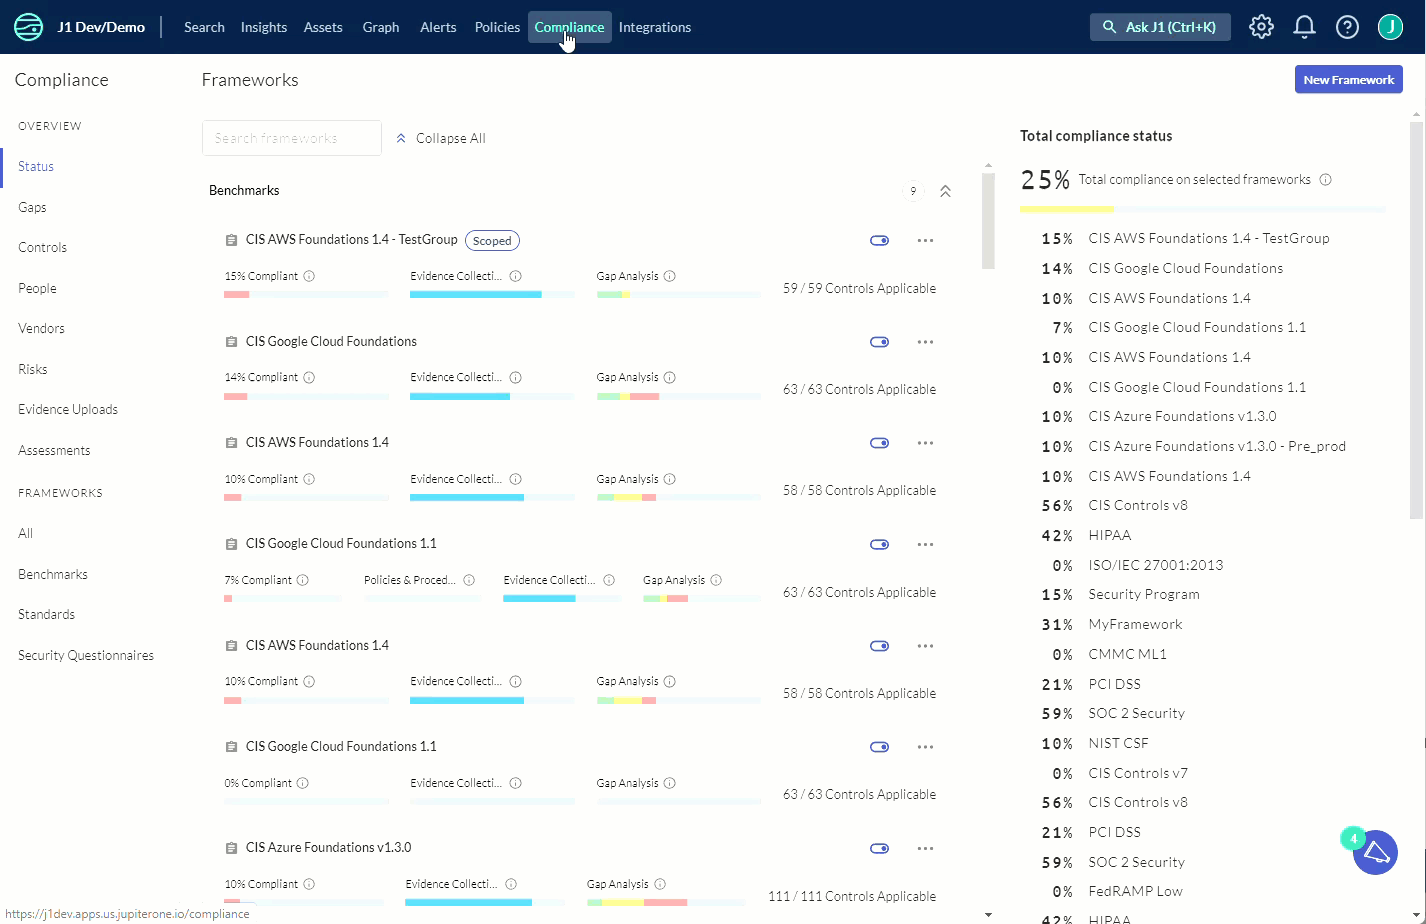 J1 Dev/Demo
Search Insights Assets Graph Alerts Policies Compliance Integrations
Ask J1 (Ctrl+K)
J
Compliance
Frameworks
New Framework
OVERVIEW
Status
Gaps
Controls
People
Vendors
Risks
Evidence Uploads
Assessments
FRAMEWORKS
All
Benchmarks
Standards
Security Questionnaires
Search frameworks
Collapse All
Benchmarks
9
CIS AWS Foundations 1.4 - TestGroup Scoped
15% Compliant Evidence Collecti... Gap Analysis
59 / 59 Controls Applicable
CIS Google Cloud Foundations
14% Compliant Evidence Collecti... Gap Analysis
63 / 63 Controls Applicable
CIS AWS Foundations 1.4
10% Compliant Evidence Collecti... Gap Analysis
58 / 58 Controls Applicable
CIS Google Cloud Foundations 1.1
7% Compliant Policies & Proced... Evidence Collecti... Gap Analysis
63 / 63 Controls Applicable
CIS AWS Foundations 1.4
10% Compliant Evidence Collecti... Gap Analysis
58 / 58 Controls Applicable
CIS Google Cloud Foundations 1.1
0% Compliant Evidence Collecti... Gap Analysis
63 / 63 Controls Applicable
CIS Azure Foundations v1.3.0
10% Compliant Evidence Collecti... Gap Analysis
111 / 111 Controls Applicable
Total compliance status
25% Total compliance on selected frameworks
15% CIS AWS Foundations 1.4 - TestGroup
14% CIS Google Cloud Foundations
10% CIS AWS Foundations 1.4
7% CIS Google Cloud Foundations 1.1
10% CIS AWS Foundations 1.4
0% CIS Google Cloud Foundations 1.1
10% CIS Azure Foundations v1.3.0
10% CIS Azure Foundations v1.3.0 - Pre_prod
10% CIS AWS Foundations 1.4
56% CIS Controls v8
42% HIPAA
0% ISO/IEC 27001:2013
15% Security Program
31% MyFramework
0% CMMC ML1
21% PCI DSS
59% SOC 2 Security
10% NIST CSF
0% CIS Controls v7
56% CIS Controls v8
21% PCI DSS
59% SOC 2 Security
0% FedRAMP Low
42% HIPAA
4
https://j1dev.apps.us.jupiterone.io/compliance